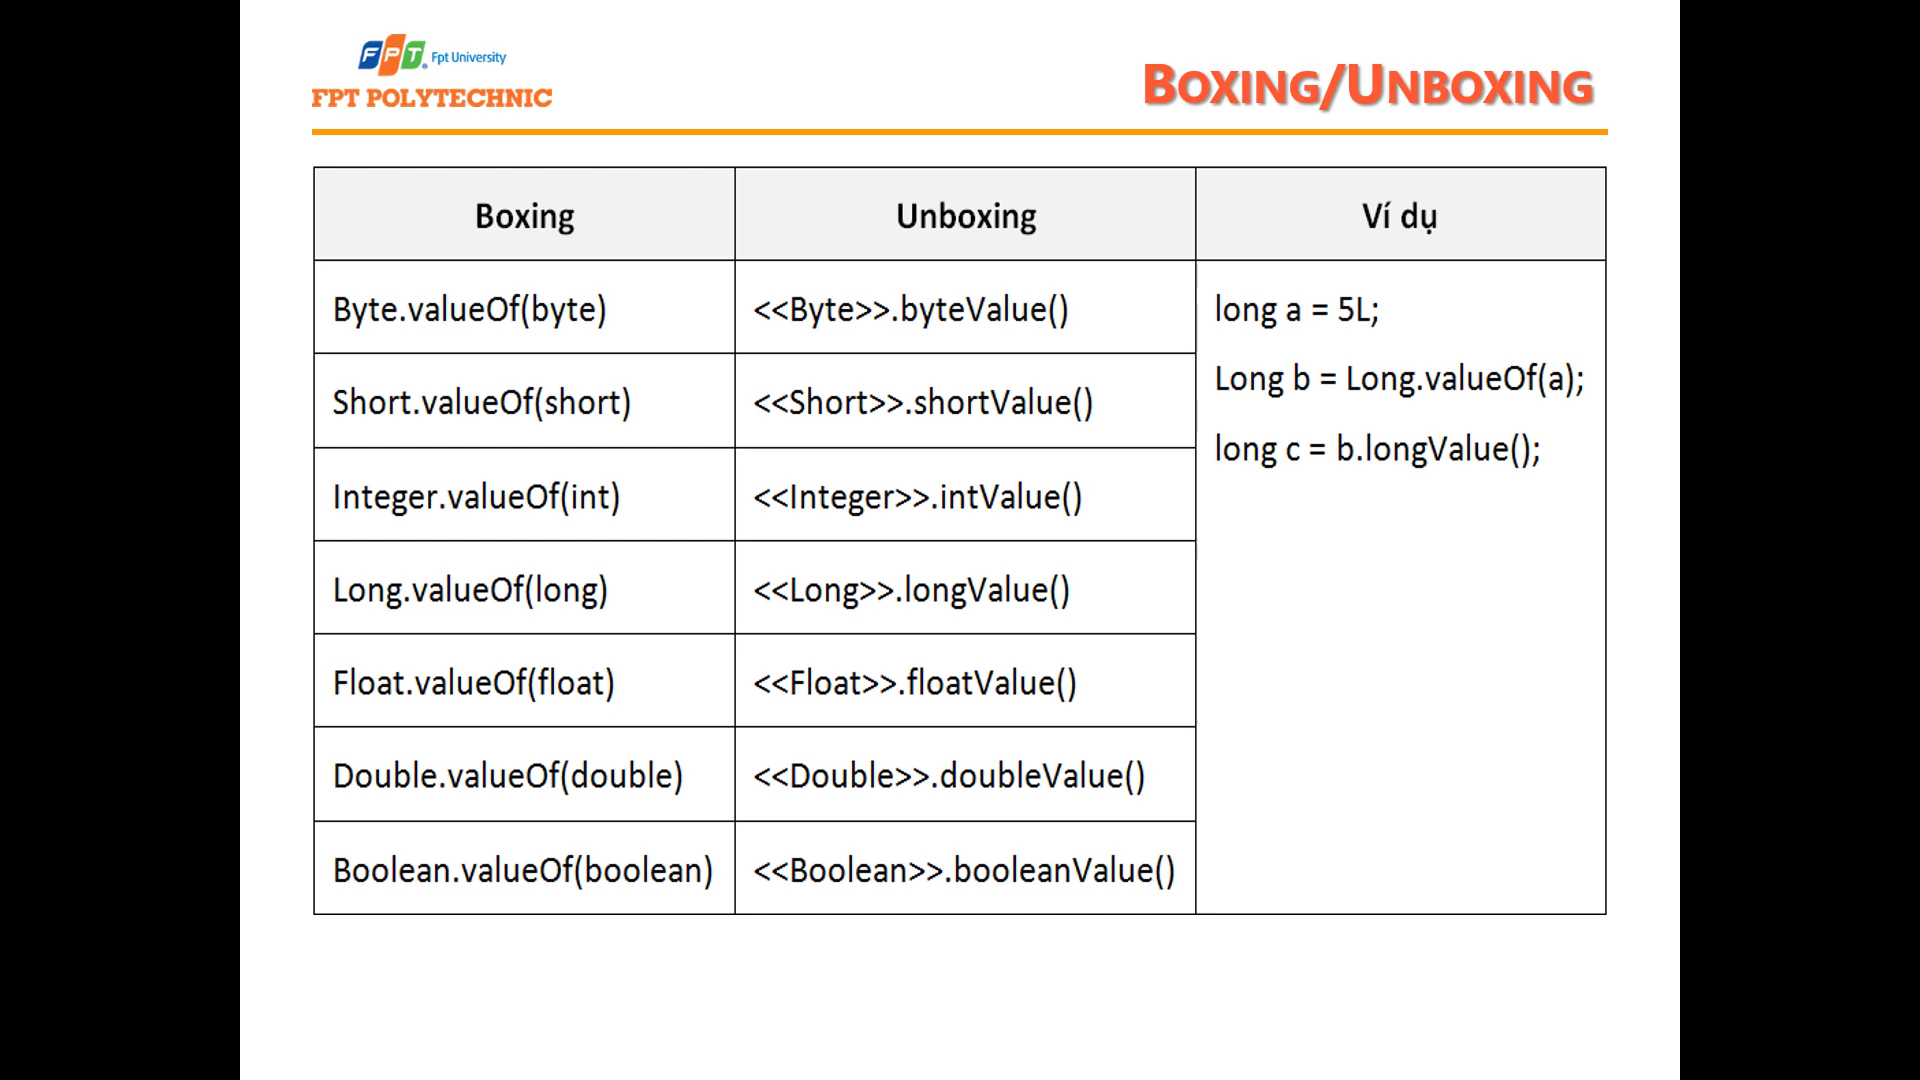 FPT Fpt University
FPT POLYTECHNIC
BOXING/UNBOXING
Boxing
Unboxing
Ví dụ
Byte.valueOf(byte)
<<Byte>>.byteValue()
long a = 5L;
Long b = Long.valueOf(a);
long c = b.longValue();
Short.valueOf(short)
<<Short>>.shortValue()
Integer.valueOf(int)
<<Integer>>.intValue()
Long.valueOf(long)
<<Long>>.longValue()
Float.valueOf(float)
<<Float>>.floatValue()
Double.valueOf(double)
<<Double>>.doubleValue()
Boolean.valueOf(boolean)
<<Boolean>>.booleanValue()